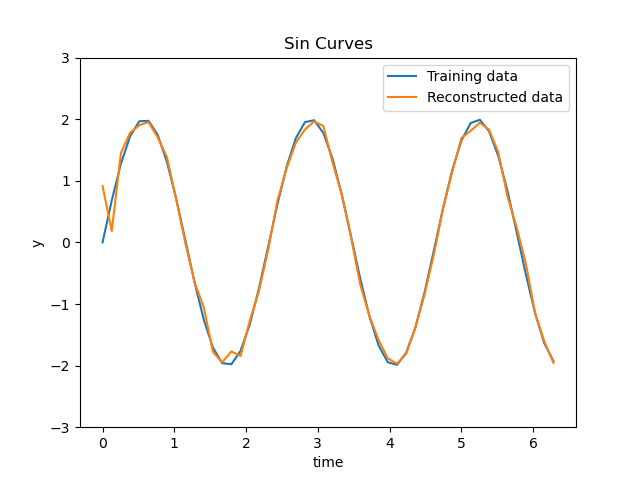 Sin Curves
Training data
Reconstructed data
3
2
1
0
−1
−2
−3
y
0 1 2 3 4 5 6
time